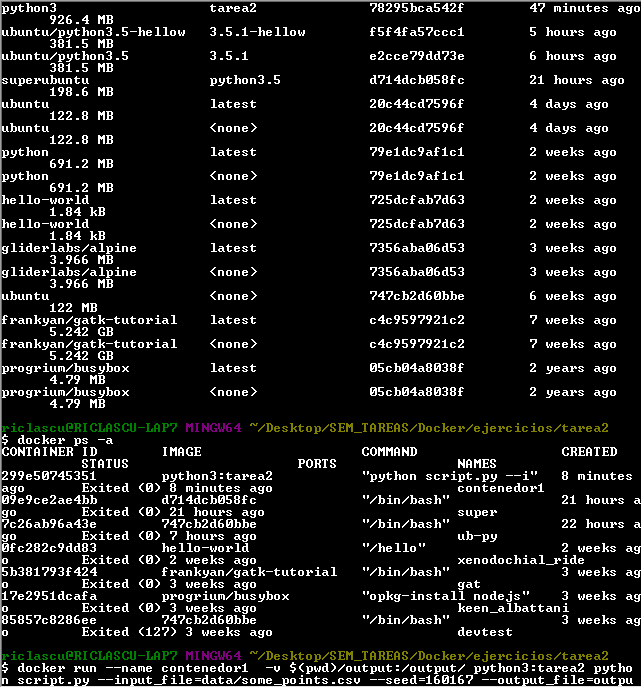 python3 tarea2 78295bca542f 47 minutes ago
926.4 MB
ubuntu/python3.5-hellow 3.5.1-hellow f5f4fa57ccc1 5 hours ago
381.5 MB
ubuntu/python3.5 3.5.1 e2cce79dd73e 6 hours ago
381.5 MB
superubuntu python3.5 d714dcb058fc 21 hours ago
198.6 MB
ubuntu latest 20c44cd7596f 4 days ago
122.8 MB
ubuntu <none> 20c44cd7596f 4 days ago
122.8 MB
python latest 79e1dc9af1c1 2 weeks ago
691.2 MB
python <none> 79e1dc9af1c1 2 weeks ago
691.2 MB
hello-world latest 725dcfab7d63 2 weeks ago
1.84 kB
hello-world <none> 725dcfab7d63 2 weeks ago
1.84 kB
gliderlabs/alpine latest 7356aba06d53 3 weeks ago
3.966 MB
gliderlabs/alpine <none> 7356aba06d53 3 weeks ago
3.966 MB
ubuntu <none> 747cb2d60bbe 6 weeks ago
122 MB
frankyan/gatk-tutorial latest c4c9597921c2 7 weeks ago
5.242 GB
frankyan/gatk-tutorial <none> c4c9597921c2 7 weeks ago
5.242 GB
progrium/busybox latest 05cb04a8038f 2 years ago
4.79 MB
progrium/busybox <none> 05cb04a8038f 2 years ago
4.79 MB
riclascu@RICLASCU-LAP7 MINGW64 ~/Desktop/SEM_TAREAS/Docker/ejercicios/tarea2
$ docker ps -a
CONTAINER ID IMAGE COMMAND CREATED
STATUS PORTS NAMES
299e50745351 python3:tarea2 "python script.py --i" 8 minutes
ago Exited (0) 8 minutes ago contenedor1
09e9ce2ae4bb d714dcb058fc "/bin/bash" 21 hours a
go Exited (0) 21 hours ago super
7c26ab96a43e 747cb2d60bbe "/bin/bash" 22 hours a
go Exited (0) 7 hours ago ub-py
0fc282c9dd83 hello-world "/hello" 2 weeks ag
o Exited (0) 2 weeks ago xenodochial_ride
5b381793f424 frankyan/gatk-tutorial "/bin/bash" 3 weeks ag
o Exited (0) 3 weeks ago gat
17e2951dcafa progrium/busybox "opkg-install nodejs" 3 weeks ag
o Exited (0) 3 weeks ago keen_albattani
85857c8286ee 747cb2d60bbe "/bin/bash" 3 weeks ag
o Exited (127) 3 weeks ago devtest
riclascu@RICLASCU-LAP7 MINGW64 ~/Desktop/SEM_TAREAS/Docker/ejercicios/tarea2
$ docker run --name contenedor1 -v $(pwd)/output:/output/ python3:tarea2 pytho
n script.py --input_file=data/some_points.csv --seed=160167 --output_file=outpu